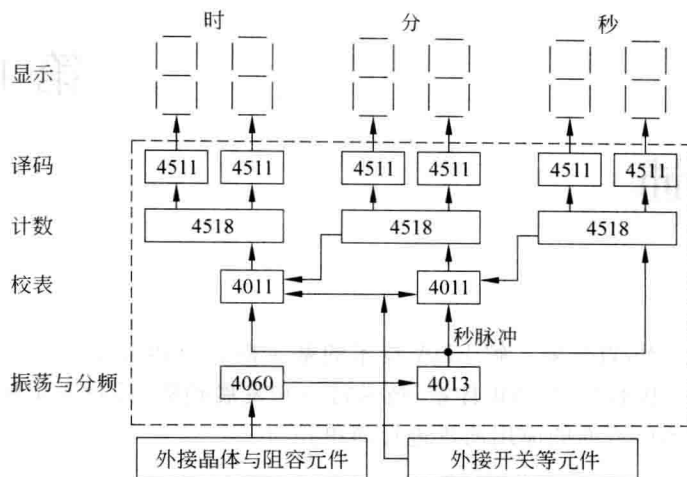 时 分 秒
显示
译码 4511 4511 4511 4511 4511 4511
计数 4518 4518 4518
校表 4011 4011
秒脉冲
振荡与分频 4060 4013
外接晶体与阻容元件 外接开关等元件